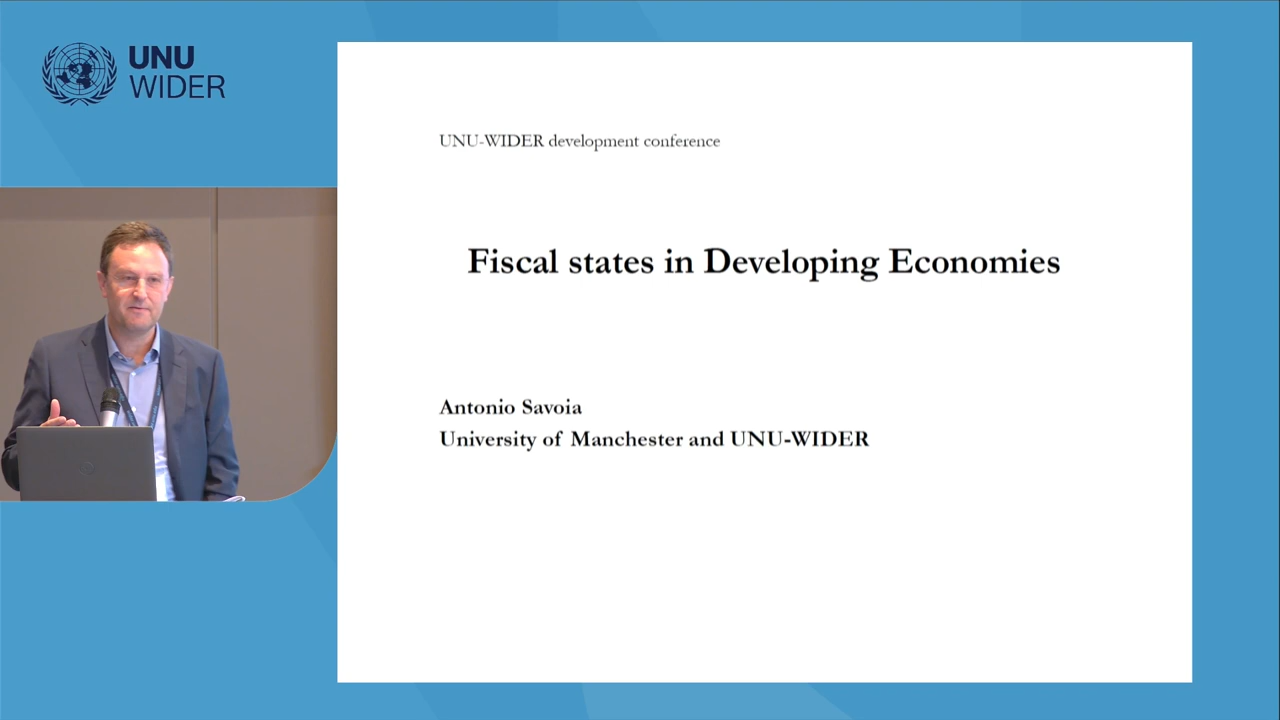 UNU
WIDER
UNU-WIDER development conference
Fiscal states in Developing Economies
Antonio Savoia
University of Manchester and UNU-WIDER